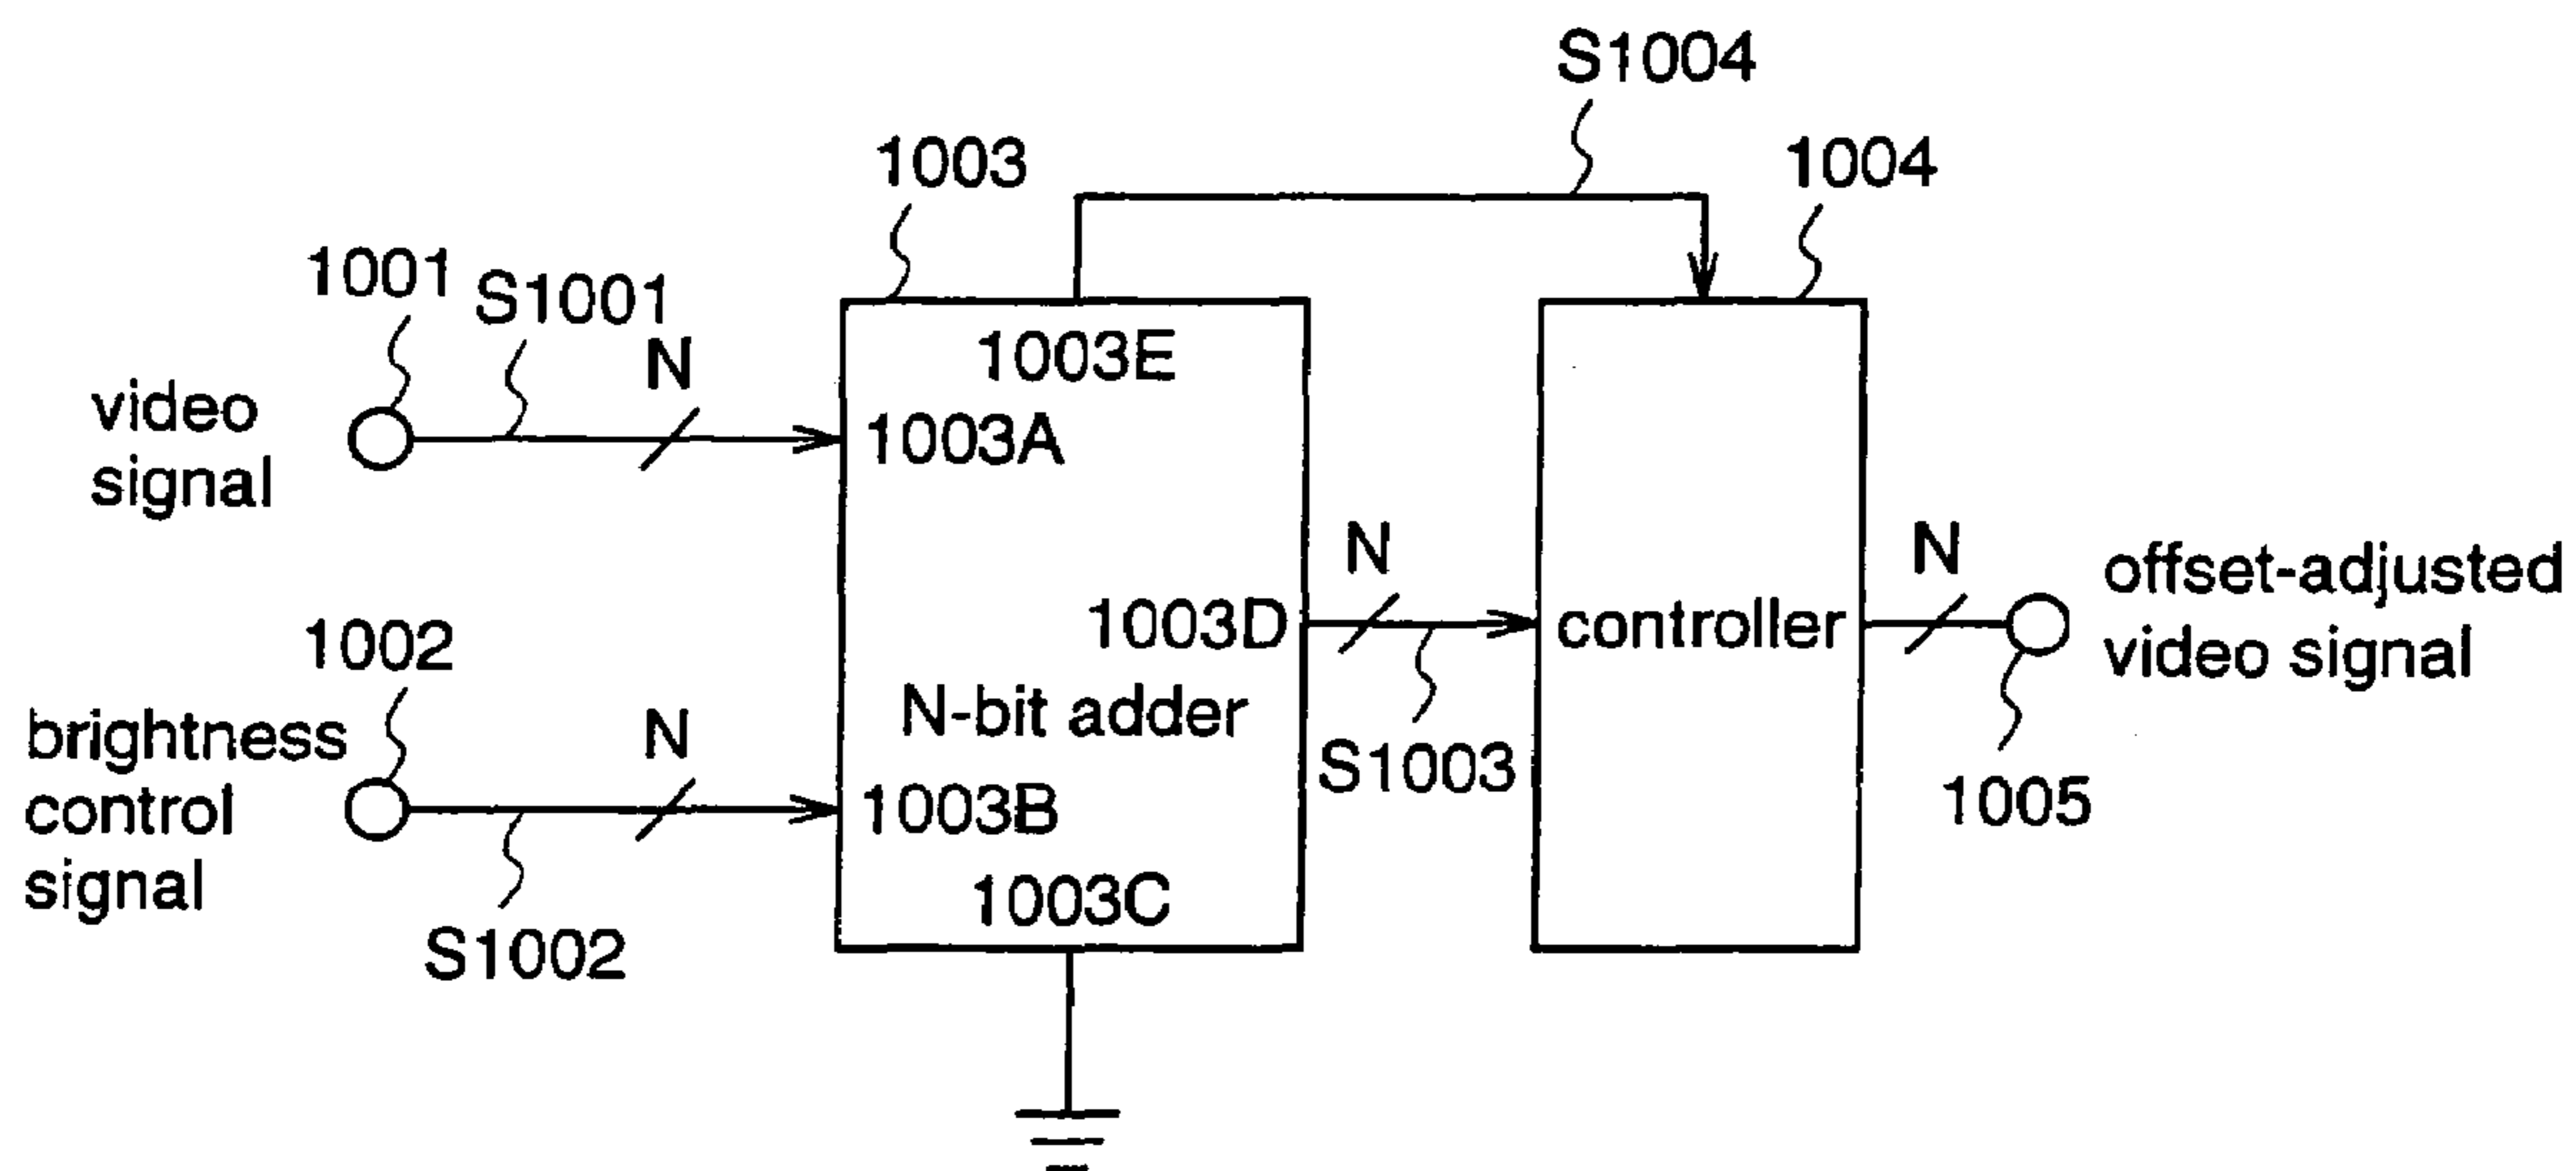 S1004
1003
1004
1001
S1001
N
1003E
video
signal
1003A
N
N
offset-adjusted
video signal
1003D
controller
1002
N
N-bit adder
brightness
control
signal
S1003
1005
1003B
1003C
S1002